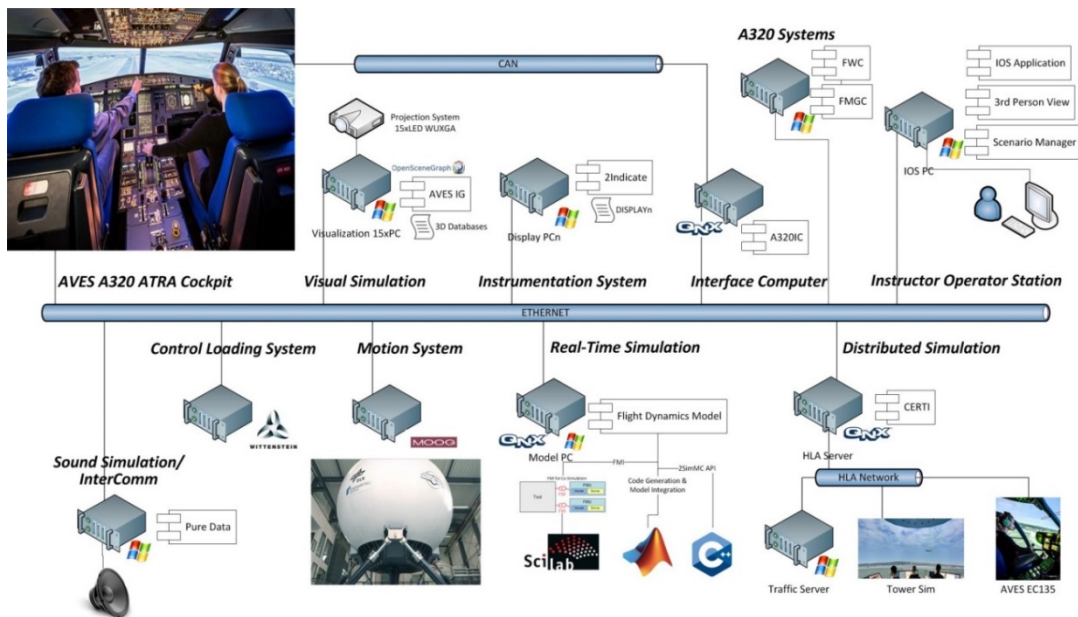 CAN
A320 Systems
FWC
FMGC
IOS Application
3rd Person View
Scenario Manager
IOS PC
Projection System
15xLED WUXGA
OpenSceneGraph
AVES IG
3D Databases
Visualization 15xPC
2Indicate
DISPLAYn
Display PCn
QNX
A320IC
AVES A320 ATRA Cockpit
Visual Simulation
Instrumentation System
Interface Computer
Instructor Operator Station
ETHERNET
Control Loading System
Motion System
Real-Time Simulation
Distributed Simulation
WITTENSTEIN
MOOG
QNX
Model PC
Flight Dynamics Model
CERTI
QNX
HLA Server
Sound Simulation/
InterComm
Pure Data
FMI
2SimMC API
Code Generation &
Model Integration
Tool
Scilab
C++
HLA Network
Traffic Server
Tower Sim
AVES EC135